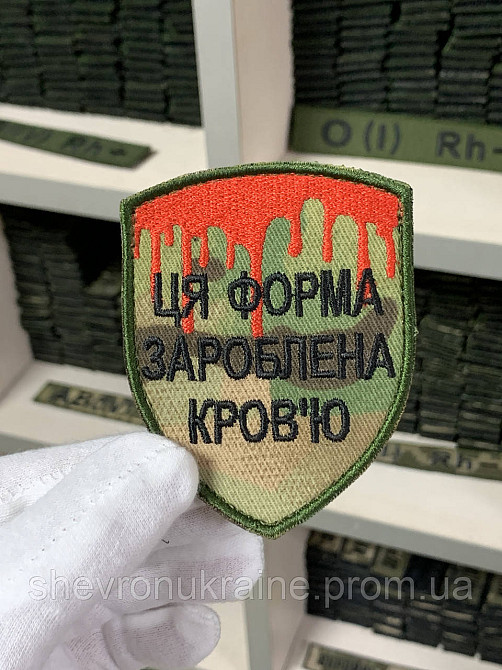 O (I) Rh-
ЦЯ ФОРМА
ЗАРОБЛЕНА
КРОВ'Ю
shevronukraine.prom.ua